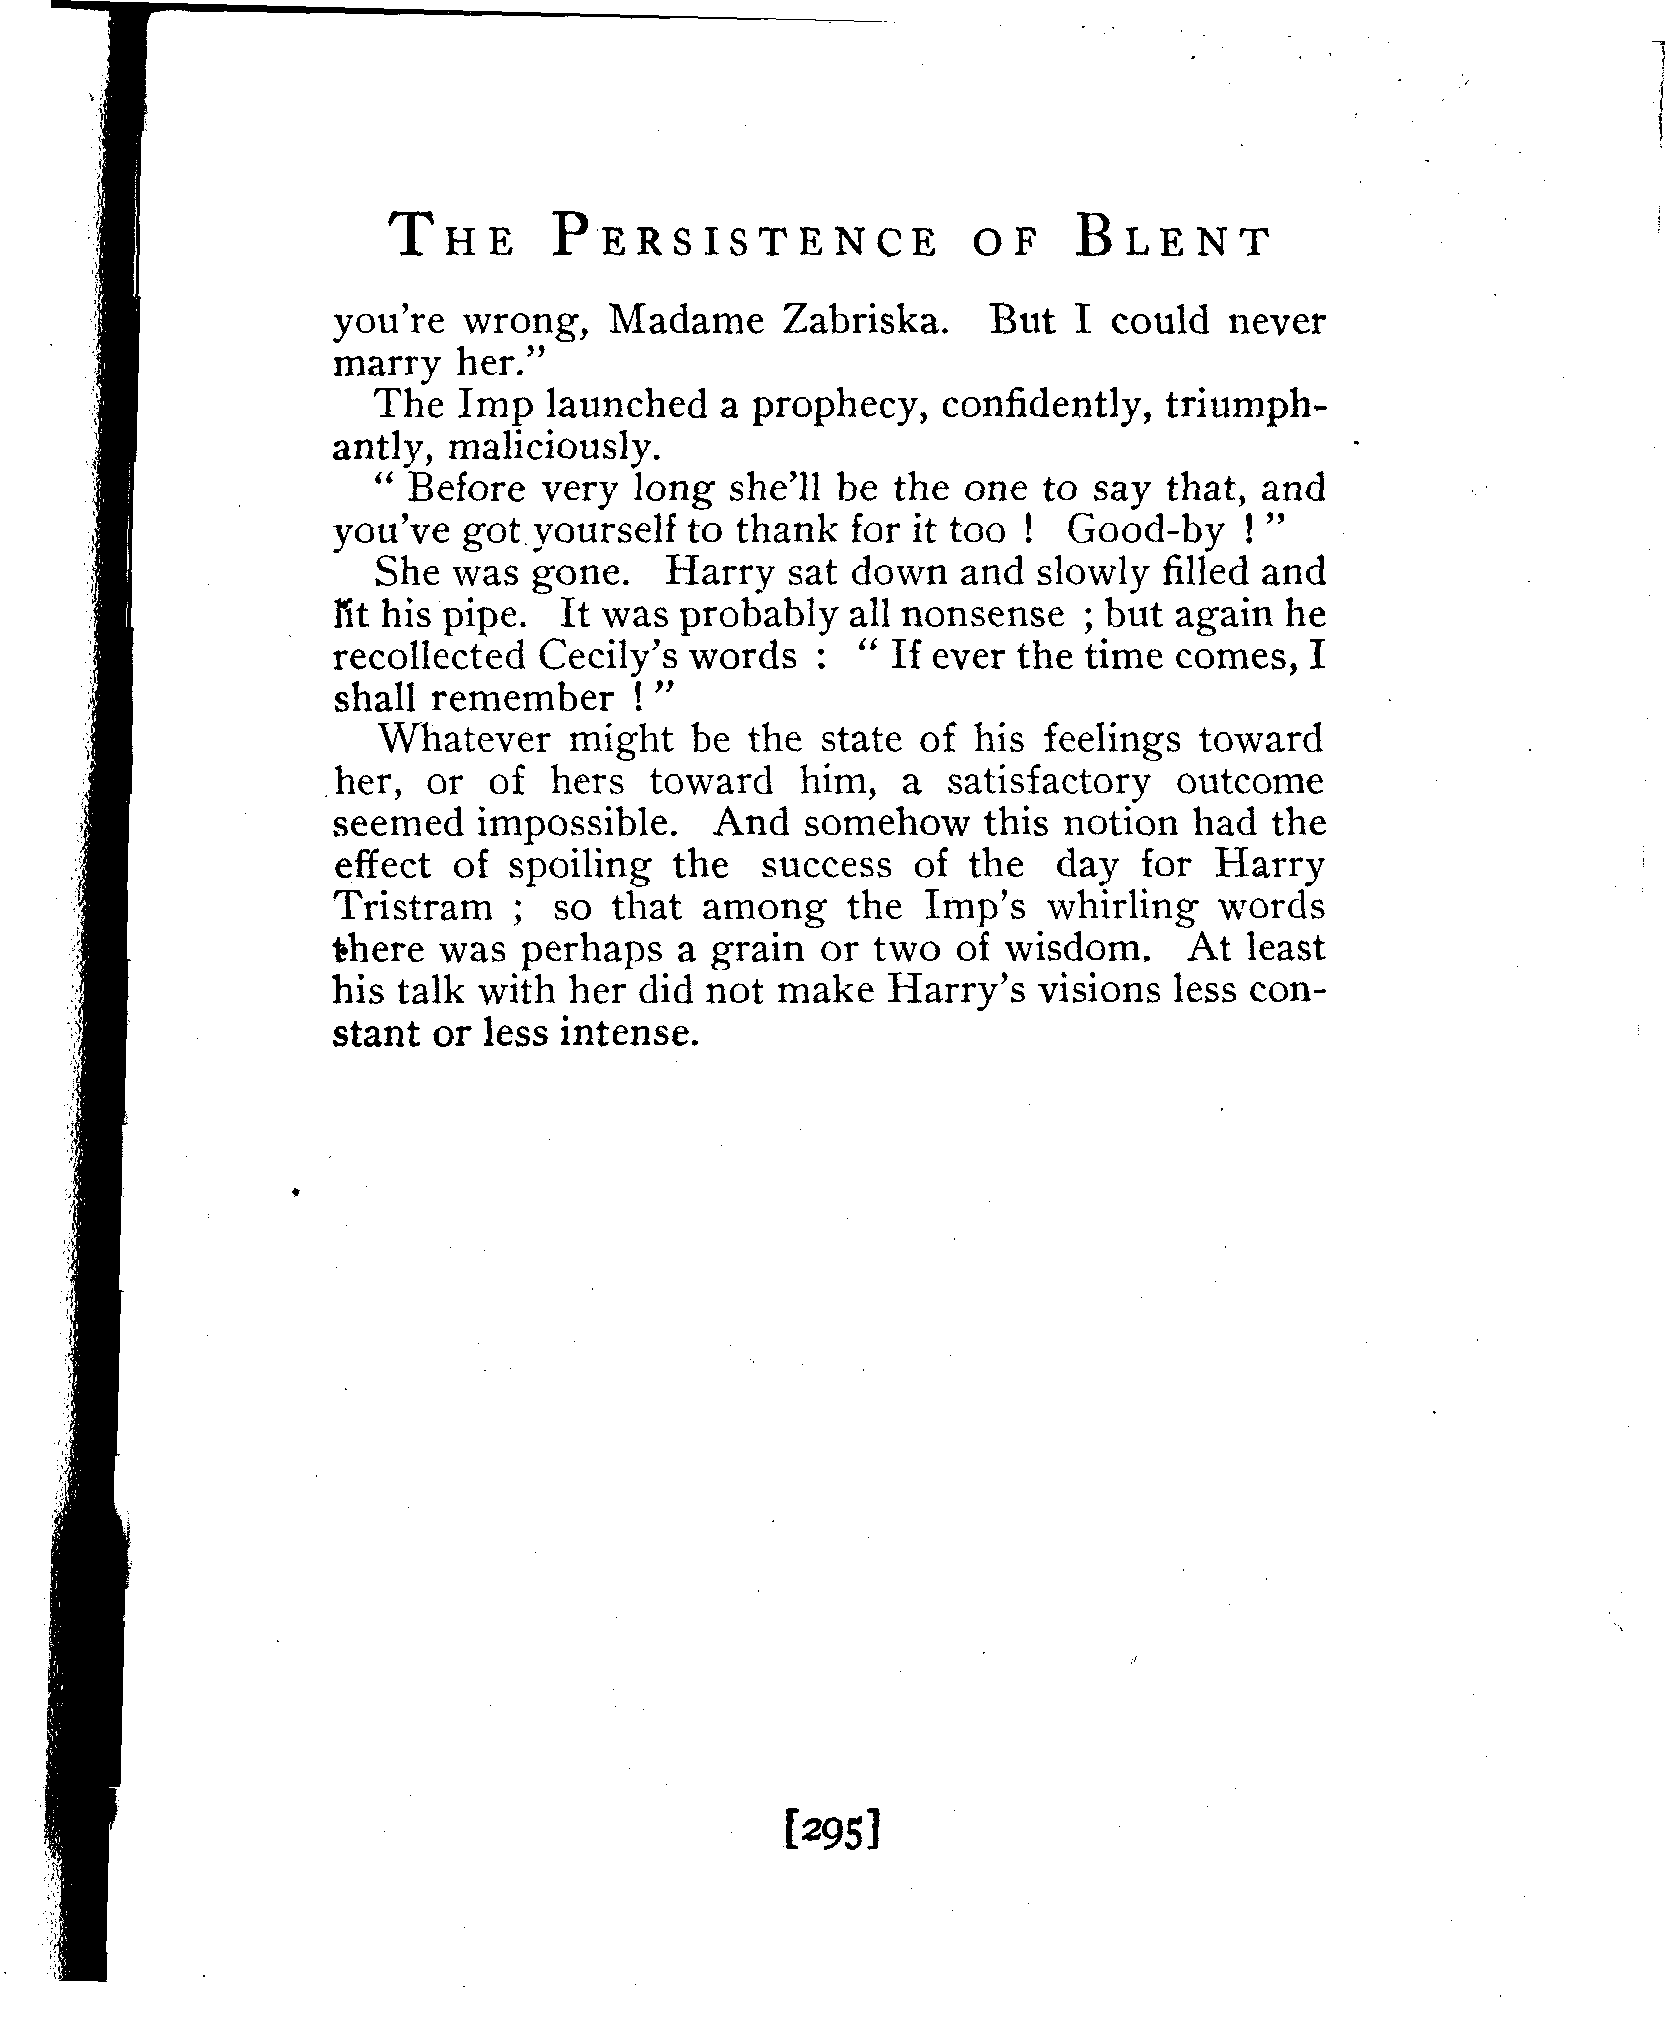 THE PERSISTENCE OF BLENT
you're wrong, Madame Zabriska. But I could never
marry her."
The Imp launched a prophecy, confidently, triumph-
antly, maliciously.
" Before very long she'll be the one to say that, and
you've got yourself to thank for it too ! Good-by ! "
She was gone. Harry sat down and slowly filled and
lit his pipe. It was probably all nonsense ; but again he
recollected Cecily's words : " If ever the time comes, I
shall remember ! "
Whatever might be the state of his feelings toward
her, or of hers toward him, a satisfactory outcome
seemed impossible. And somehow this notion had the
effect of spoiling the success of the day for Harry
Tristram ; so that among the Imp's whirling words
there was perhaps a grain or two of wisdom. At least
his talk with her did not make Harry's visions less con-
stant or less intense.
[295]